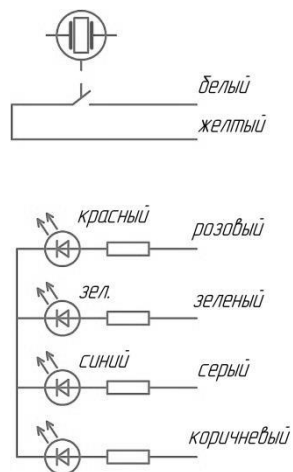 белый
желтый
красный
розовый
зел.
зеленый
синий
серый
коричневый